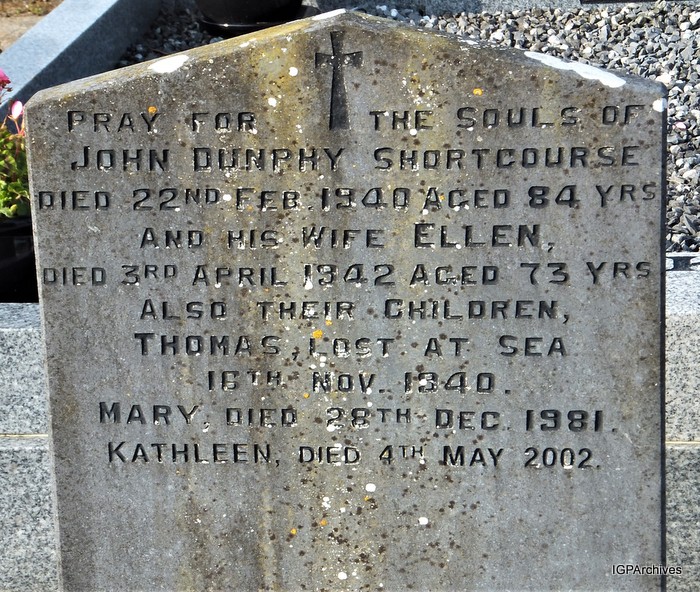 PRAY FOR THE SOULS OF
JOHN DUNPHY SHORTCOURSE
DIED 22ND FEB 1940 AGED 84 YRS
AND HIS WIFE ELLEN,
DIED 3RD APRIL 1942 AGED 73 YRS
ALSO THEIR CHILDREN,
THOMAS, LOST AT SEA
16TH NOV. 1940.
MARY, DIED 28TH DEC. 1981.
KATHLEEN, DIED 4TH MAY 2002.
IGPArchives